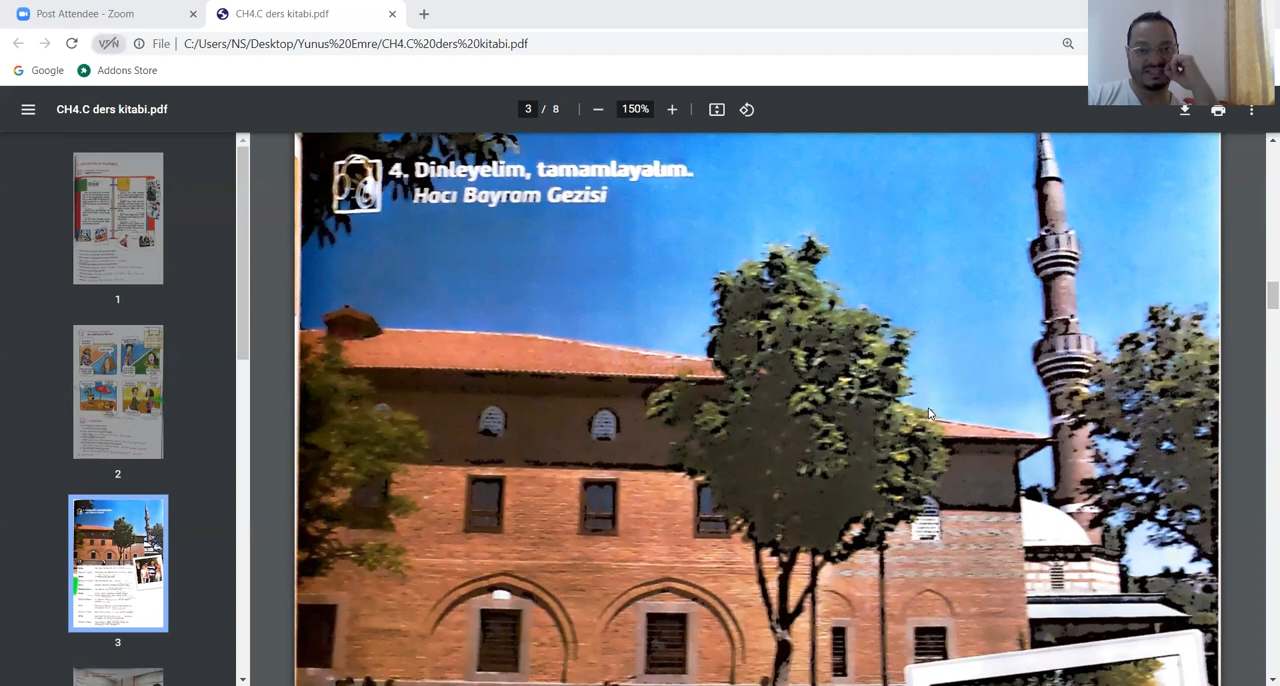 Post Attendee - Zoom
CH4.C ders kitabi.pdf
VPN
File
C:/Users/NS/Desktop/Yunus%20Emre/CH4.C%20ders%20kitabi.pdf
Google
Addons Store
CH4.C ders kitabi.pdf
3 / 8
150%
4. Dinleyelim, tamamlayalım.
Hacı Bayram Gezisi
1
2
3